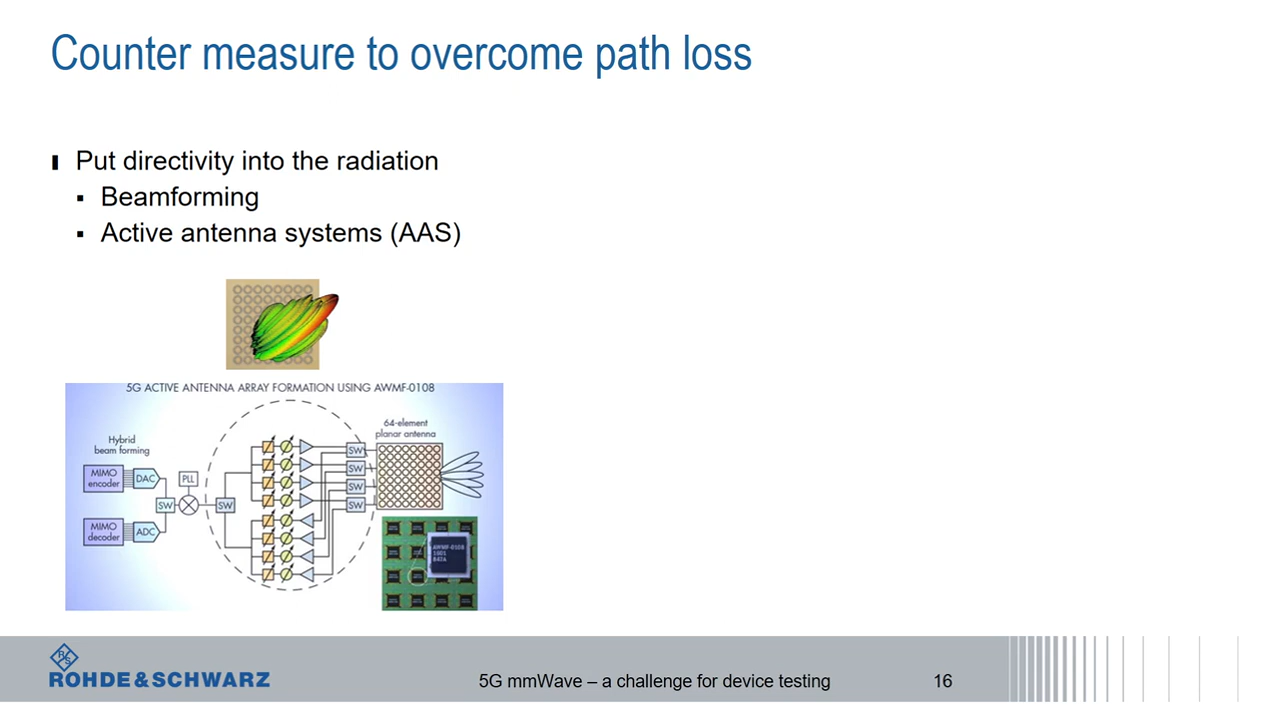 Counter measure to overcome path loss
Put directivity into the radiation
Beamforming
Active antenna systems (AAS)
5G ACTIVE ANTENNA ARRAY FORMATION USING AWMF-0108
64-element
planar antenna
Hybrid
beam forming
MIMO
encoder
DAC
PLL
SW
SW
MIMO
decoder
ADC
SW
SW
SW
SW
AWMF-0108
ROHDE & SCHWARZ
5G mmWave – a challenge for device testing
16